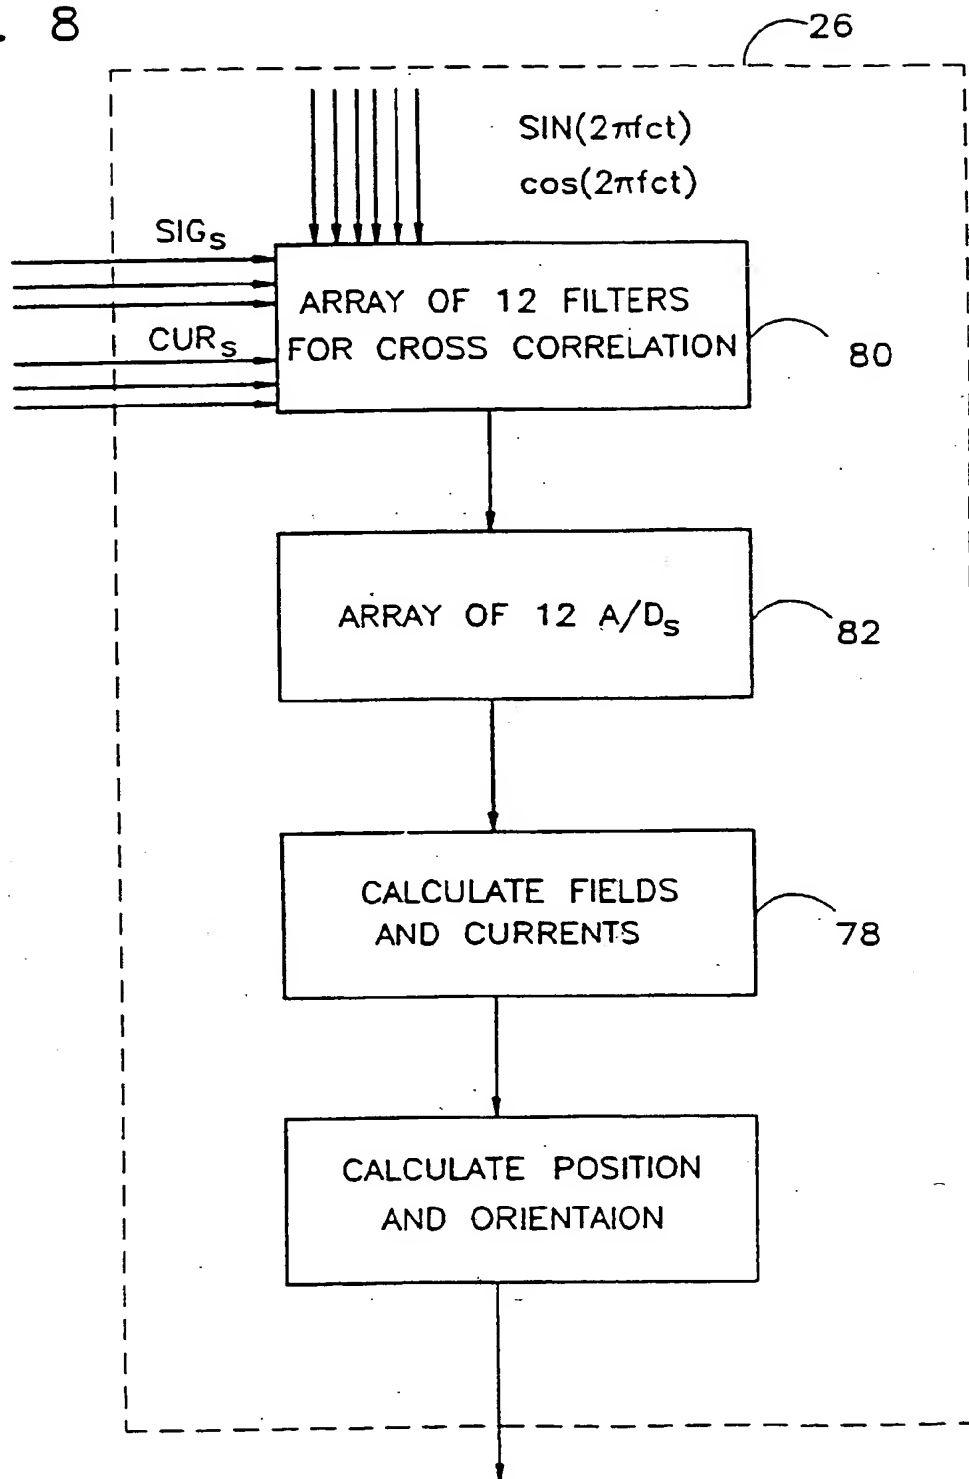 . 8
26
SIN(2πfct)
cos(2πfct)
SIGs
ARRAY OF 12 FILTERS
FOR CROSS CORRELATION
CURs
80
ARRAY OF 12 A/Ds
82
CALCULATE FIELDS
AND CURRENTS
78
CALCULATE POSITION
AND ORIENTAION